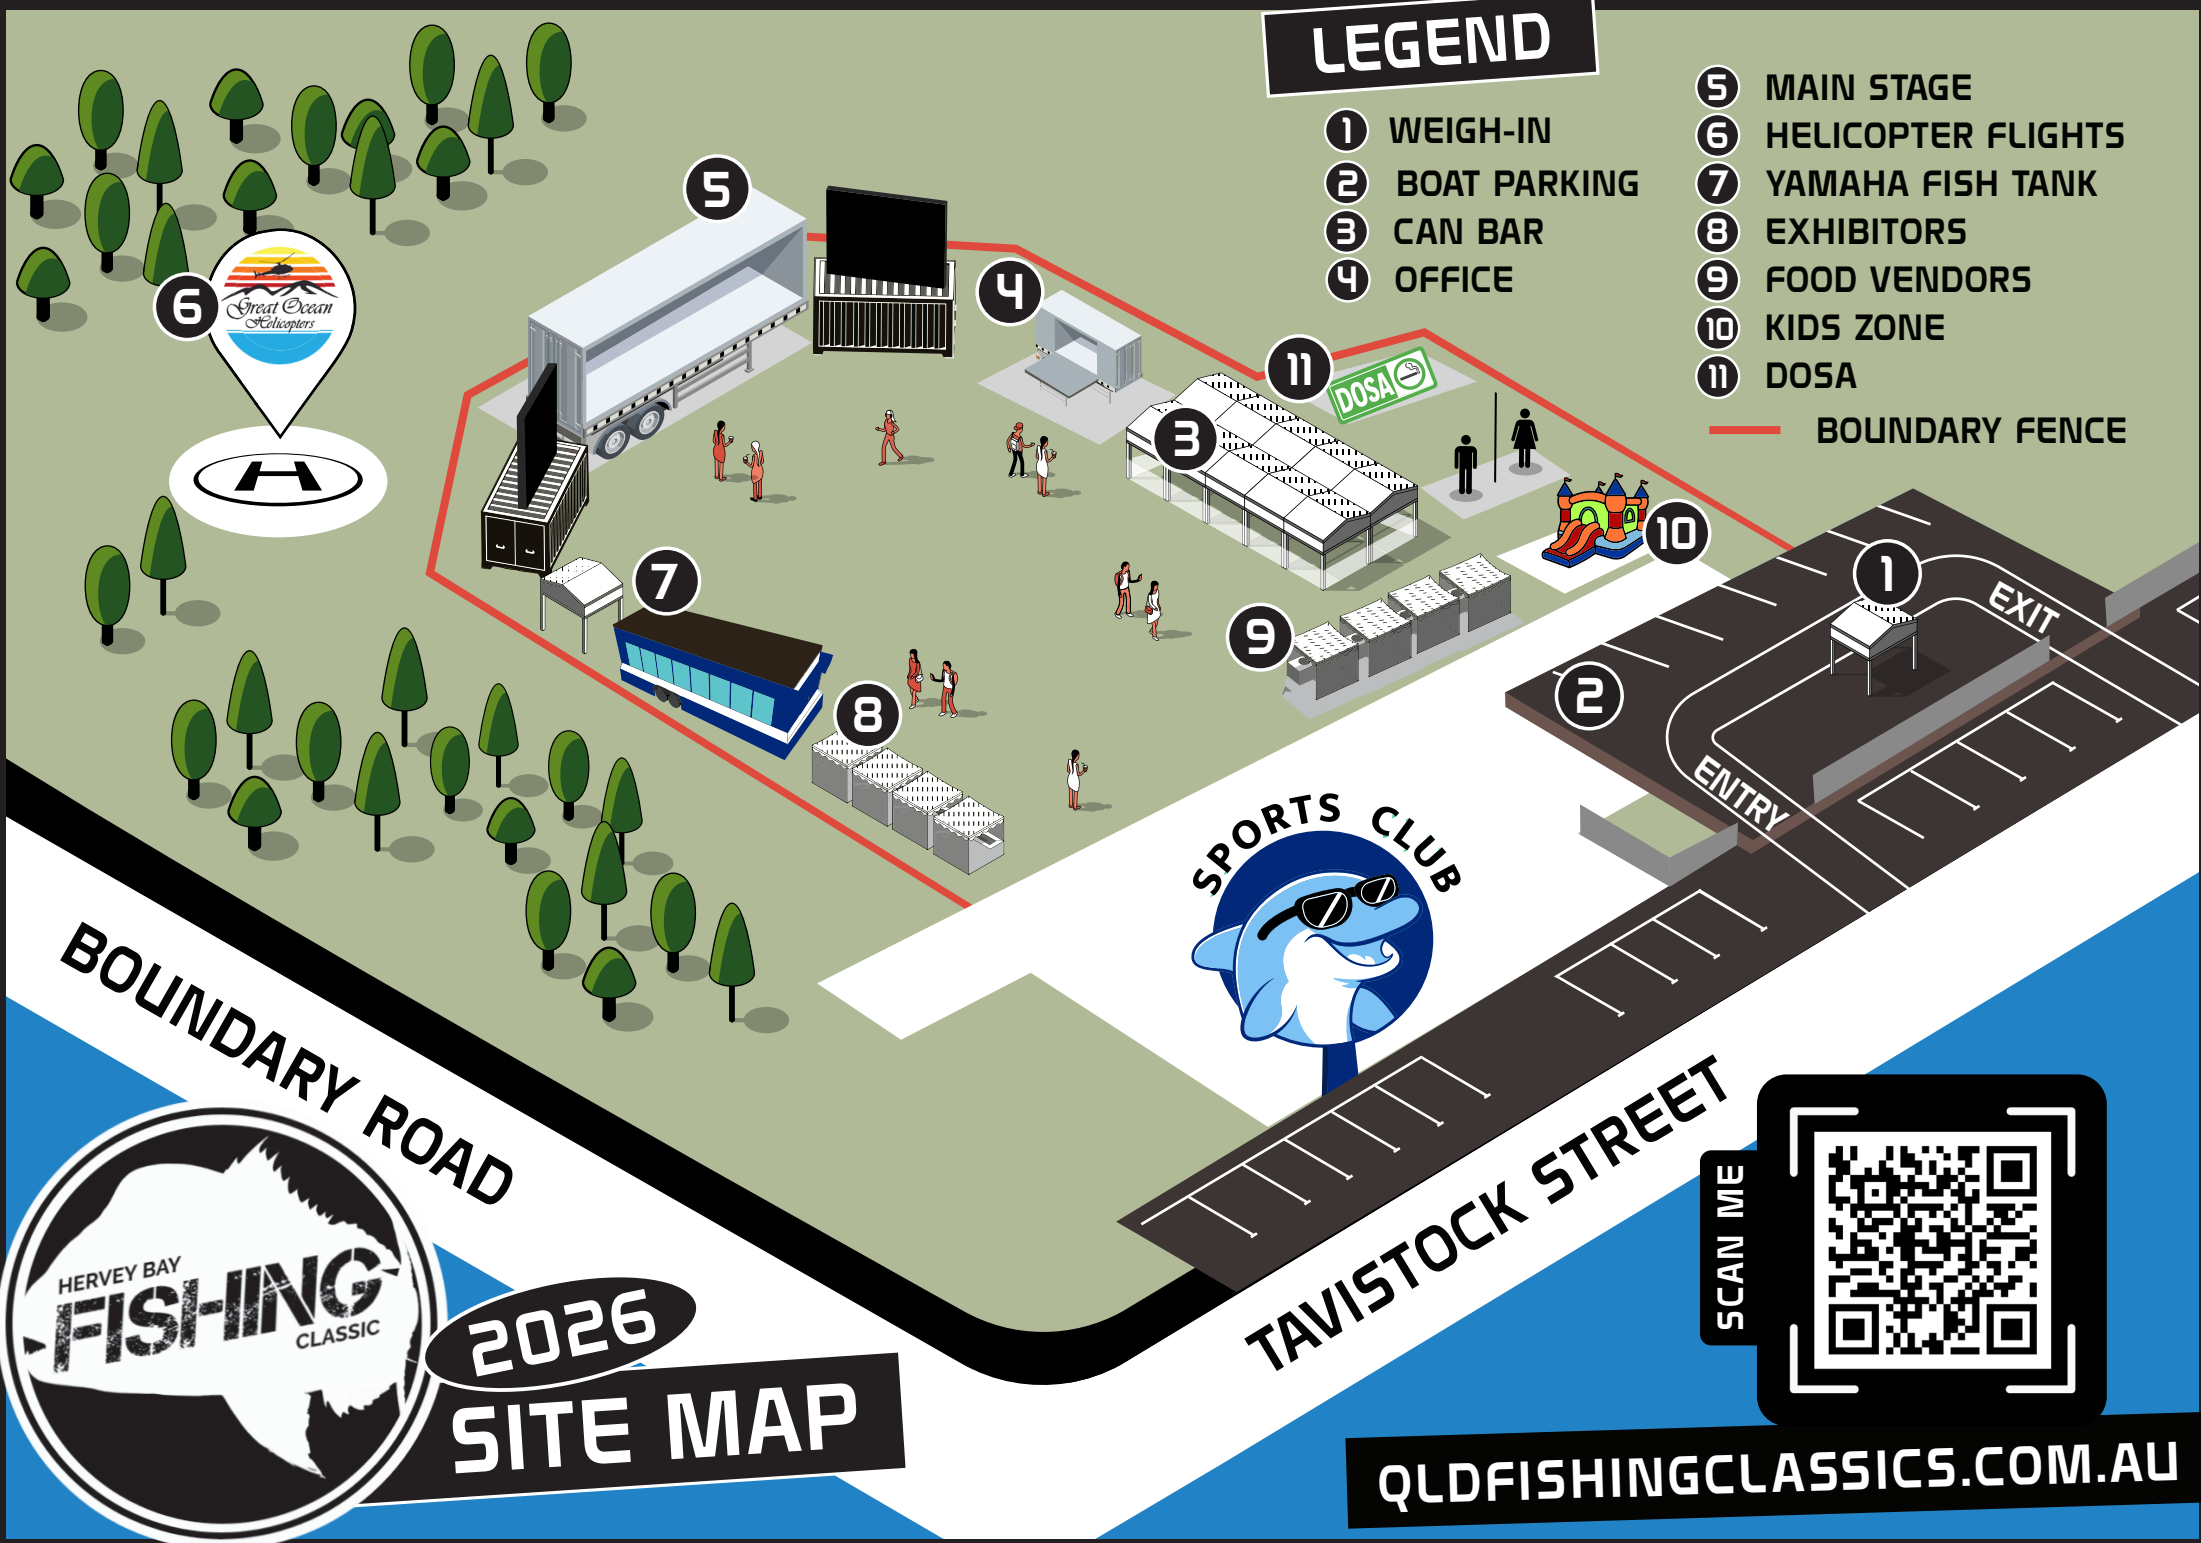 LEGEND
1 WEIGH-IN
2 BOAT PARKING
3 CAN BAR
4 OFFICE
5 MAIN STAGE
6 HELICOPTER FLIGHTS
7 YAMAHA FISH TANK
8 EXHIBITORS
9 FOOD VENDORS
10 KIDS ZONE
11 DOSA
BOUNDARY FENCE
5
4
6
Great Ocean
Helicopters
H
11
DOSA
3
10
1
EXIT
7
9
2
8
ENTRY
SPORTS CLUB
BOUNDARY ROAD
TAVISTOCK STREET
HERVEY BAY
FISHING
CLASSIC
2026
SITE MAP
SCAN ME
QLDFISHINGCLASSICS.COM.AU